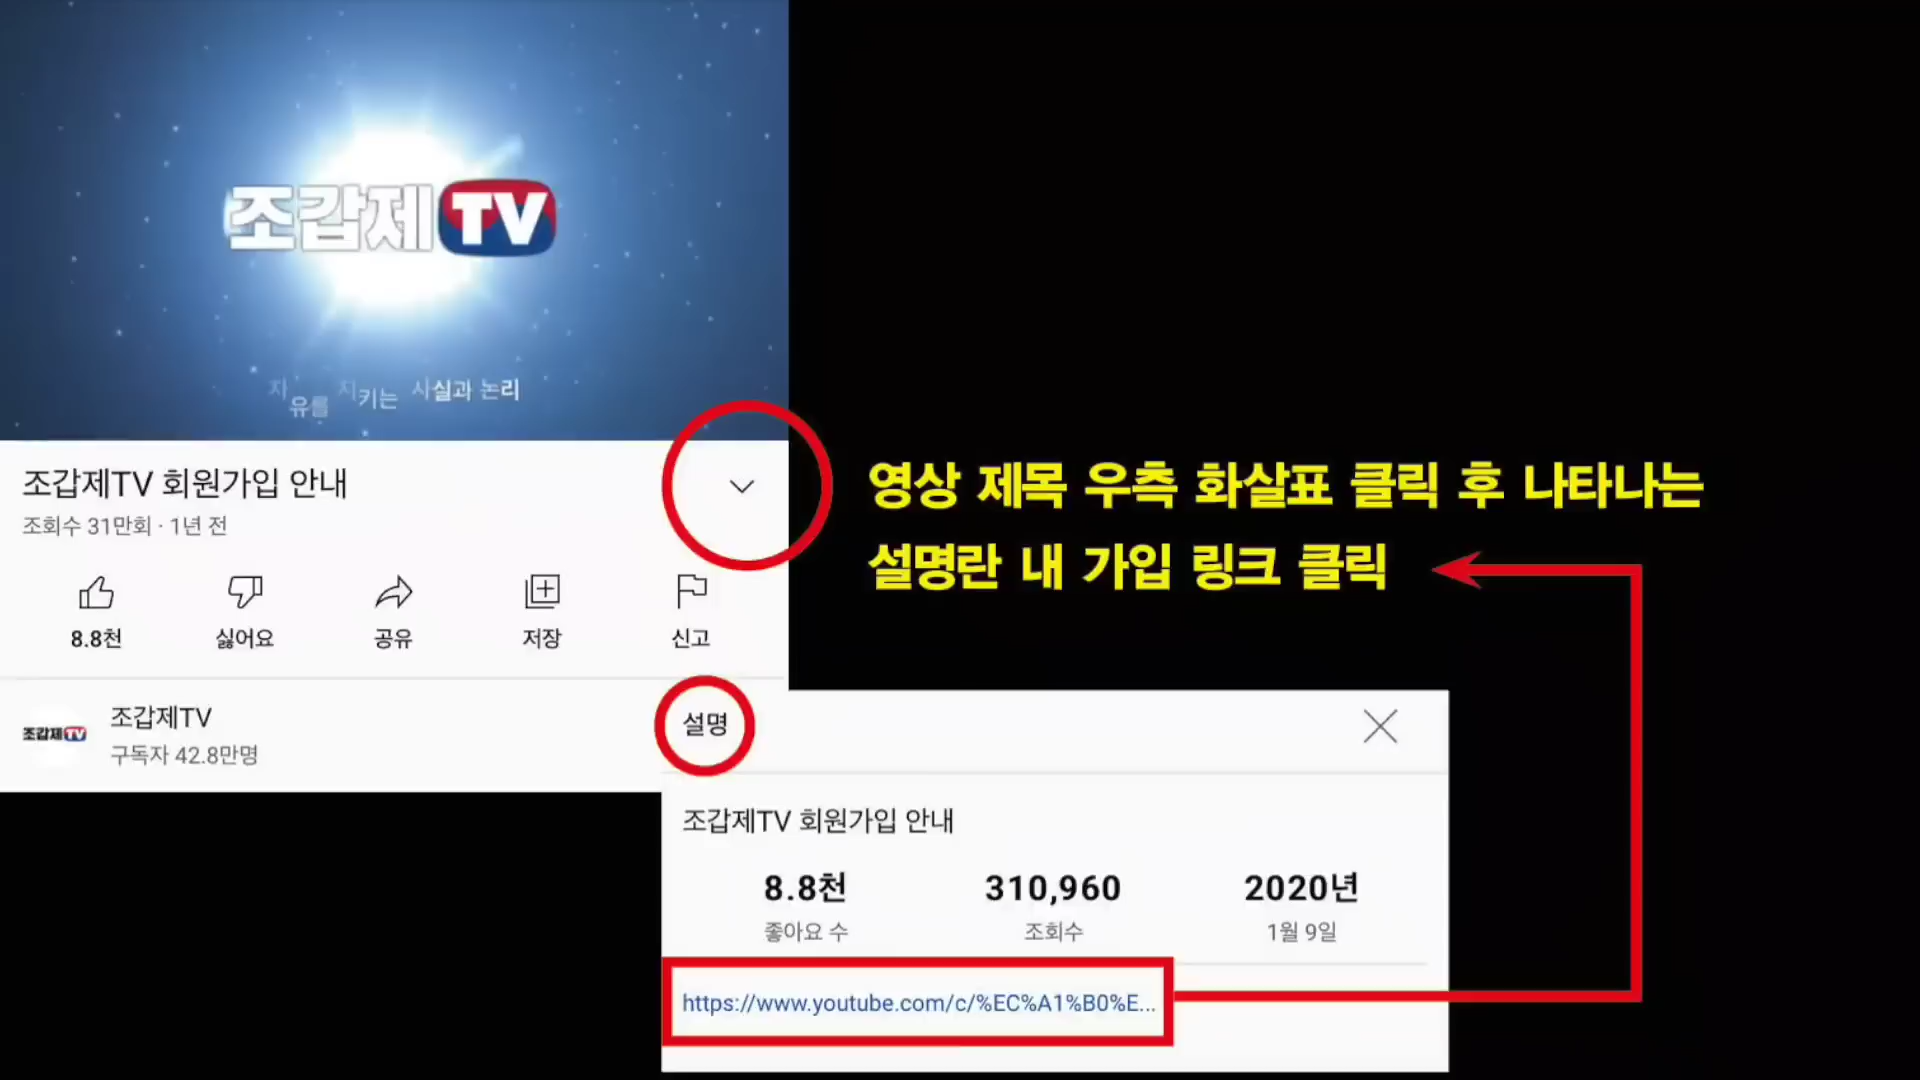 조갑제TV
자유를 지키는 사실과 논리
조갑제TV 회원가입 안내
조회수 31만회 · 1년 전
8.8천 싫어요 공유 저장 신고
조갑제TV
조갑제TV
구독자 42.8만명
영상 제목 우측 화살표 클릭 후 나타나는
설명란 내 가입 링크 클릭
설명
조갑제TV 회원가입 안내
8.8천 310,960 2020년
좋아요 수 조회수 1월 9일
https://www.youtube.com/c/%EC%A1%B0%E...